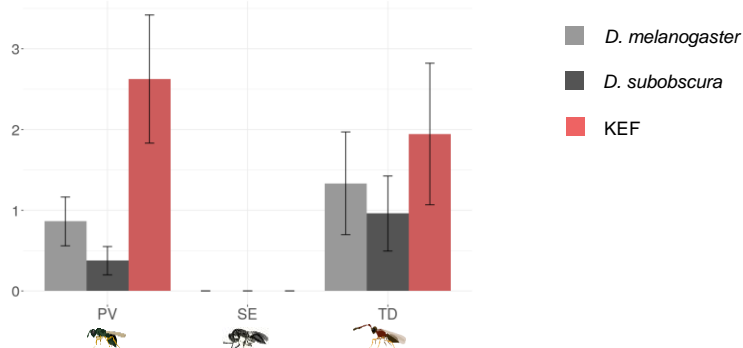 3
2
1
0
PV SE TD
D. melanogaster
D. subobscura
KEF